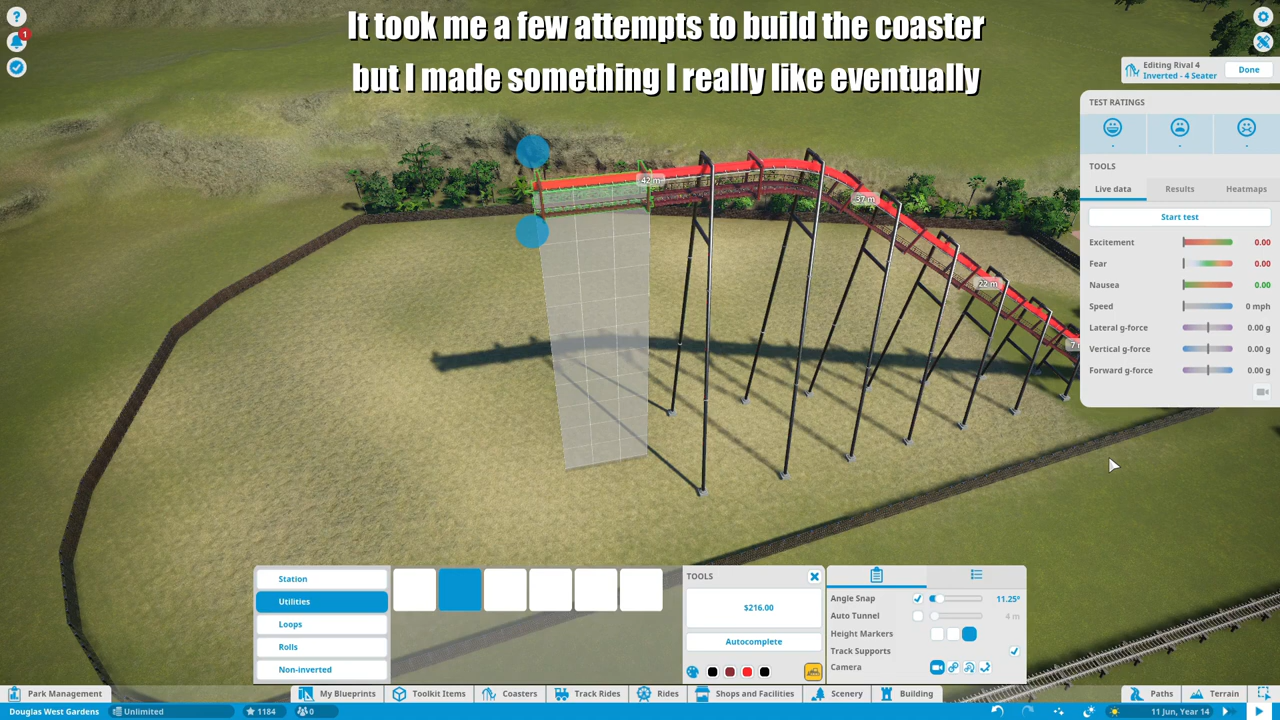 It took me a few attempts to build the coaster
but I made something I really like eventually
1
Editing Rival 4
Inverted - 4 Seater
Done
TEST RATINGS
- - -
TOOLS
Live data Results Heatmaps
Start test
Excitement 0.00
Fear 0.00
Nausea 0.00
Speed 0 mph
Lateral g-force 0.00 g
Vertical g-force 0.00 g
Forward g-force 0.00 g
42 m
37 m
22 m
7 m
Station
Utilities
Loops
Rolls
Non-inverted
TOOLS
$216.00
Autocomplete
Angle Snap 11.25°
Auto Tunnel 4 m
Height Markers
Track Supports
Camera
Park Management My Blueprints Toolkit Items Coasters Track Rides Rides Shops and Facilities Scenery Building Paths Terrain
Douglas West Gardens Unlimited 1184 0 11 Jun, Year 14